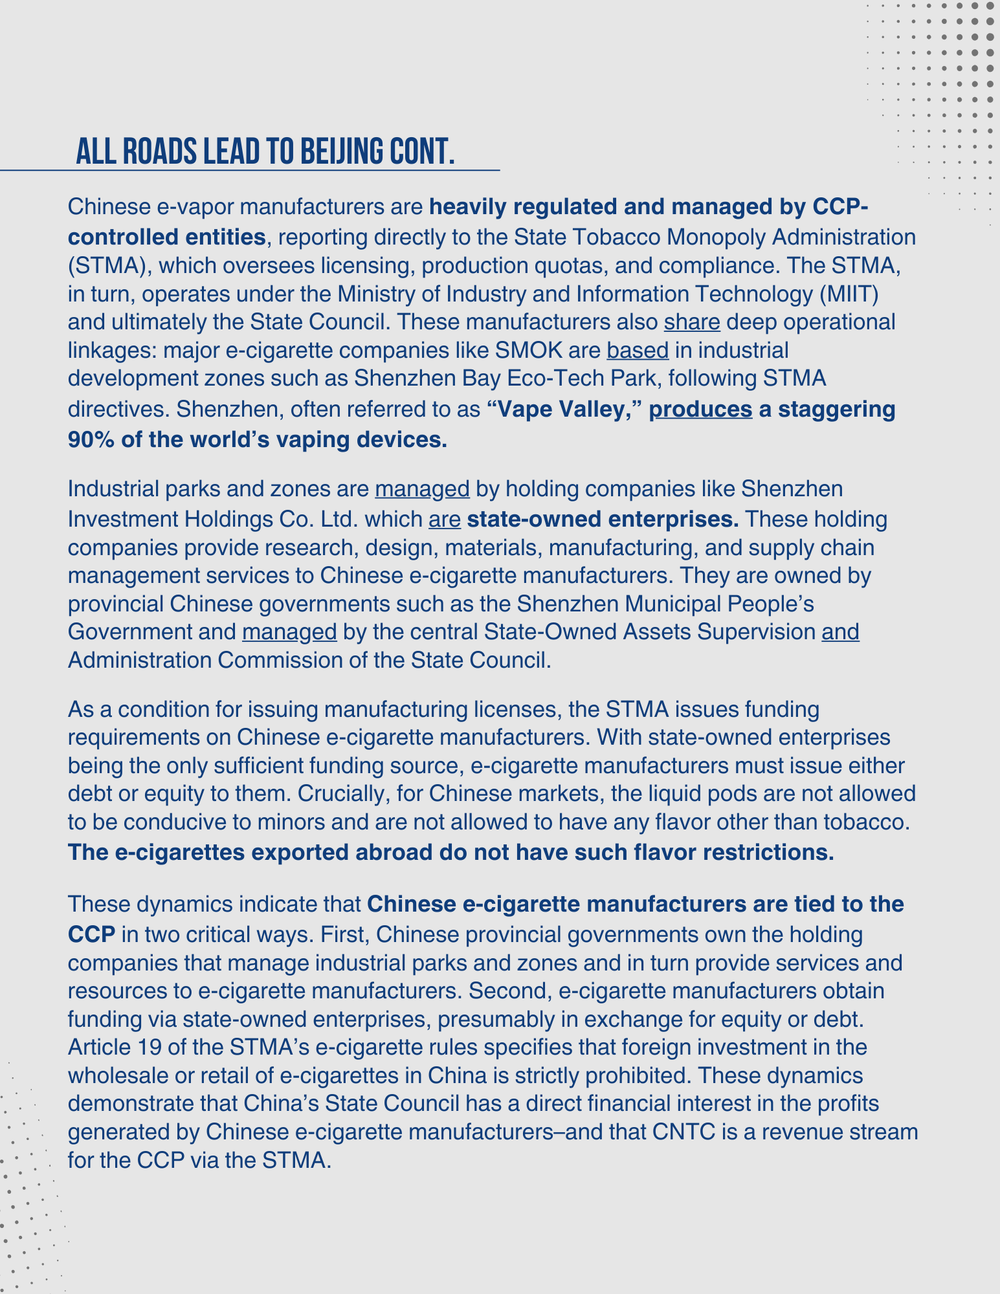 ALL ROADS LEAD TO BEIJING CONT.
Chinese e-vapor manufacturers are heavily regulated and managed by CCP-
controlled entities, reporting directly to the State Tobacco Monopoly Administration
(STMA), which oversees licensing, production quotas, and compliance. The STMA,
in turn, operates under the Ministry of Industry and Information Technology (MIIT)
and ultimately the State Council. These manufacturers also share deep operational
linkages: major e-cigarette companies like SMOK are based in industrial
development zones such as Shenzhen Bay Eco-Tech Park, following STMA
directives. Shenzhen, often referred to as “Vape Valley,” produces a staggering
90% of the world’s vaping devices.
Industrial parks and zones are managed by holding companies like Shenzhen
Investment Holdings Co. Ltd. which are state-owned enterprises. These holding
companies provide research, design, materials, manufacturing, and supply chain
management services to Chinese e-cigarette manufacturers. They are owned by
provincial Chinese governments such as the Shenzhen Municipal People’s
Government and managed by the central State-Owned Assets Supervision and
Administration Commission of the State Council.
As a condition for issuing manufacturing licenses, the STMA issues funding
requirements on Chinese e-cigarette manufacturers. With state-owned enterprises
being the only sufficient funding source, e-cigarette manufacturers must issue either
debt or equity to them. Crucially, for Chinese markets, the liquid pods are not allowed
to be conducive to minors and are not allowed to have any flavor other than tobacco.
The e-cigarettes exported abroad do not have such flavor restrictions.
These dynamics indicate that Chinese e-cigarette manufacturers are tied to the
CCP in two critical ways. First, Chinese provincial governments own the holding
companies that manage industrial parks and zones and in turn provide services and
resources to e-cigarette manufacturers. Second, e-cigarette manufacturers obtain
funding via state-owned enterprises, presumably in exchange for equity or debt.
Article 19 of the STMA’s e-cigarette rules specifies that foreign investment in the
wholesale or retail of e-cigarettes in China is strictly prohibited. These dynamics
demonstrate that China’s State Council has a direct financial interest in the profits
generated by Chinese e-cigarette manufacturers–and that CNTC is a revenue stream
for the CCP via the STMA.